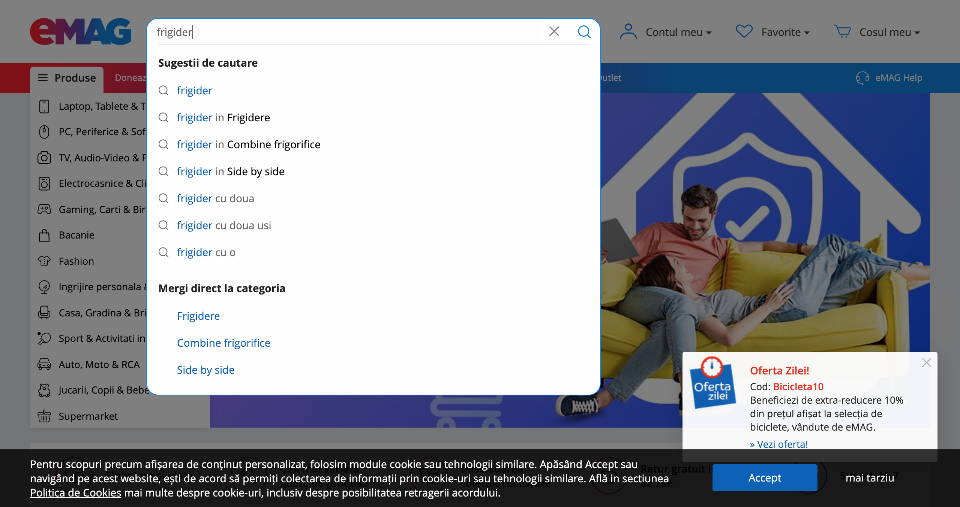 eMAG
frigider
Contul meu
Favorite
Cosul meu
Produse
eMAG Help
Sugestii de cautare
frigider
frigider in Frigidere
frigider in Combine frigorifice
frigider in Side by side
frigider cu doua
frigider cu doua usi
frigider cu o
Mergi direct la categoria
Frigidere
Combine frigorifice
Side by side
Laptop, Tablete & T
PC, Periferice & Sof
TV, Audio-Video & F
Electrocasnice & Cli
Gaming, Carti & Bir
Bacanie
Fashion
Ingrijire personala &
Casa, Gradina & Bri
Sport & Activitati in
Auto, Moto & RCA
Jucarii, Copii & Bebe
Supermarket
Oferta zilei
Oferta Zilei!
Cod: Bicicleta10
Beneficiezi de extra-reducere 10%
din prețul afișat la selecția de
biciclete, vândute de eMAG.
» Vezi oferta!
Pentru scopuri precum afișarea de conținut personalizat, folosim module cookie sau tehnologii similare. Apăsând Accept sau
navigând pe acest website, ești de acord să permiți colectarea de informații prin cookie-uri sau tehnologii similare. Află in sectiunea
Politica de Cookies mai multe despre cookie-uri, inclusiv despre posibilitatea retragerii acordului.
Accept
mai tarziu